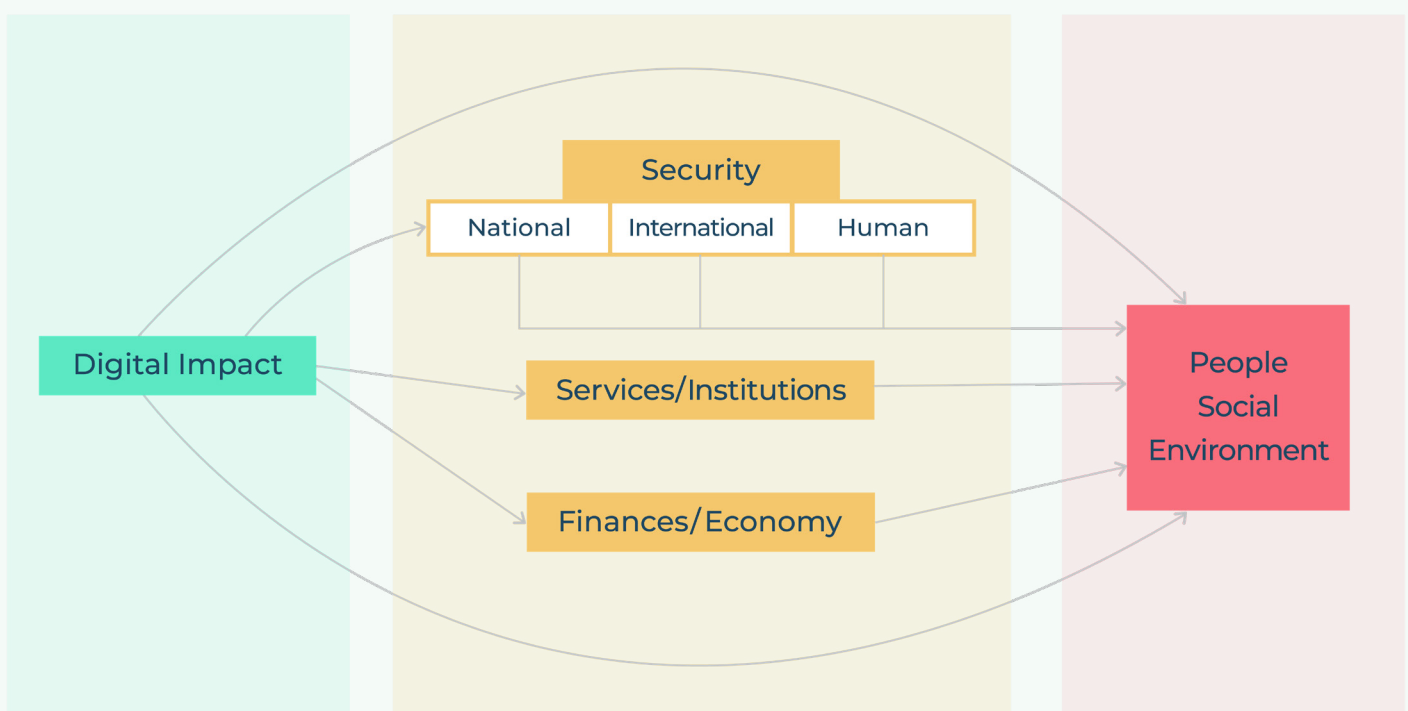 Security
National
International
Human
Digital Impact
Services/Institutions
Finances/Economy
People
Social
Environment